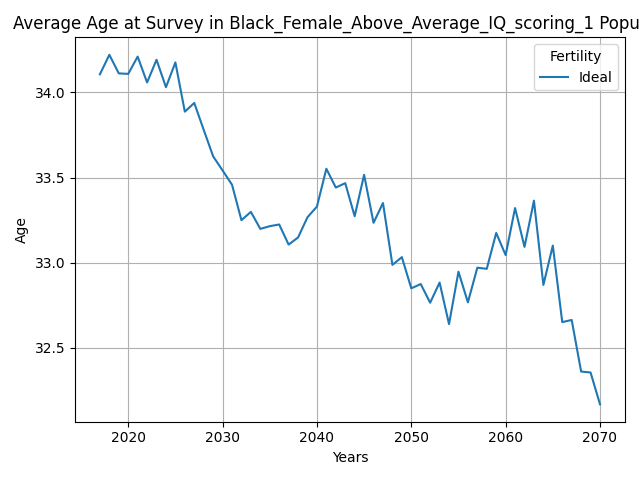 Average Age at Survey in Black_Female_Above_Average_IQ_scoring_1 Popu
Fertility
Ideal
34.0
33.5
33.0
32.5
Age
2020 2030 2040 2050 2060 2070
Years